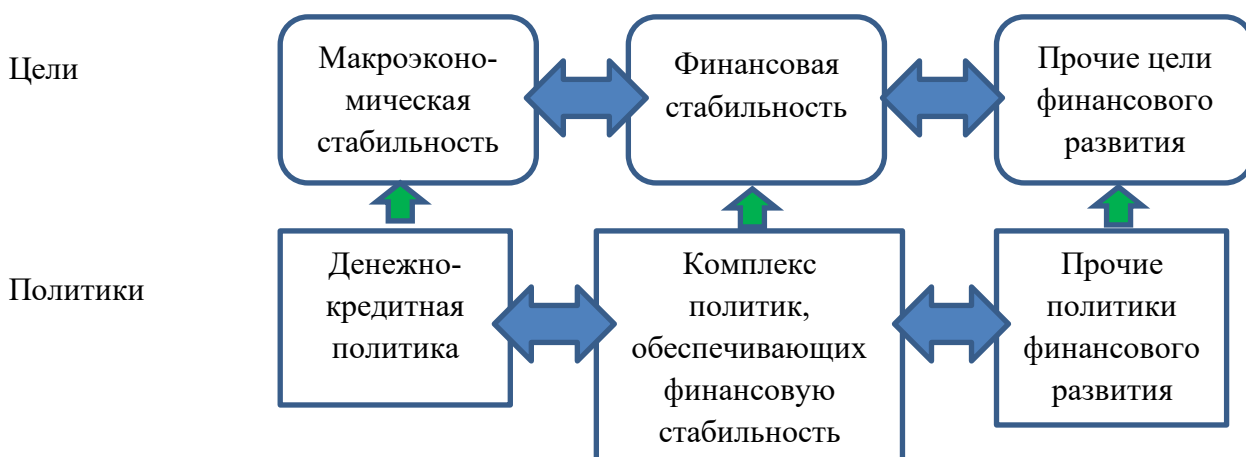 Цели
Макроэконо-
мическая
стабильность
Финансовая
стабильность
Прочие цели
финансового
развития
Политики
Денежно-
кредитная
политика
Комплекс
политик,
обеспечивающих
финансовую
стабильность
Прочие
политики
финансового
развития